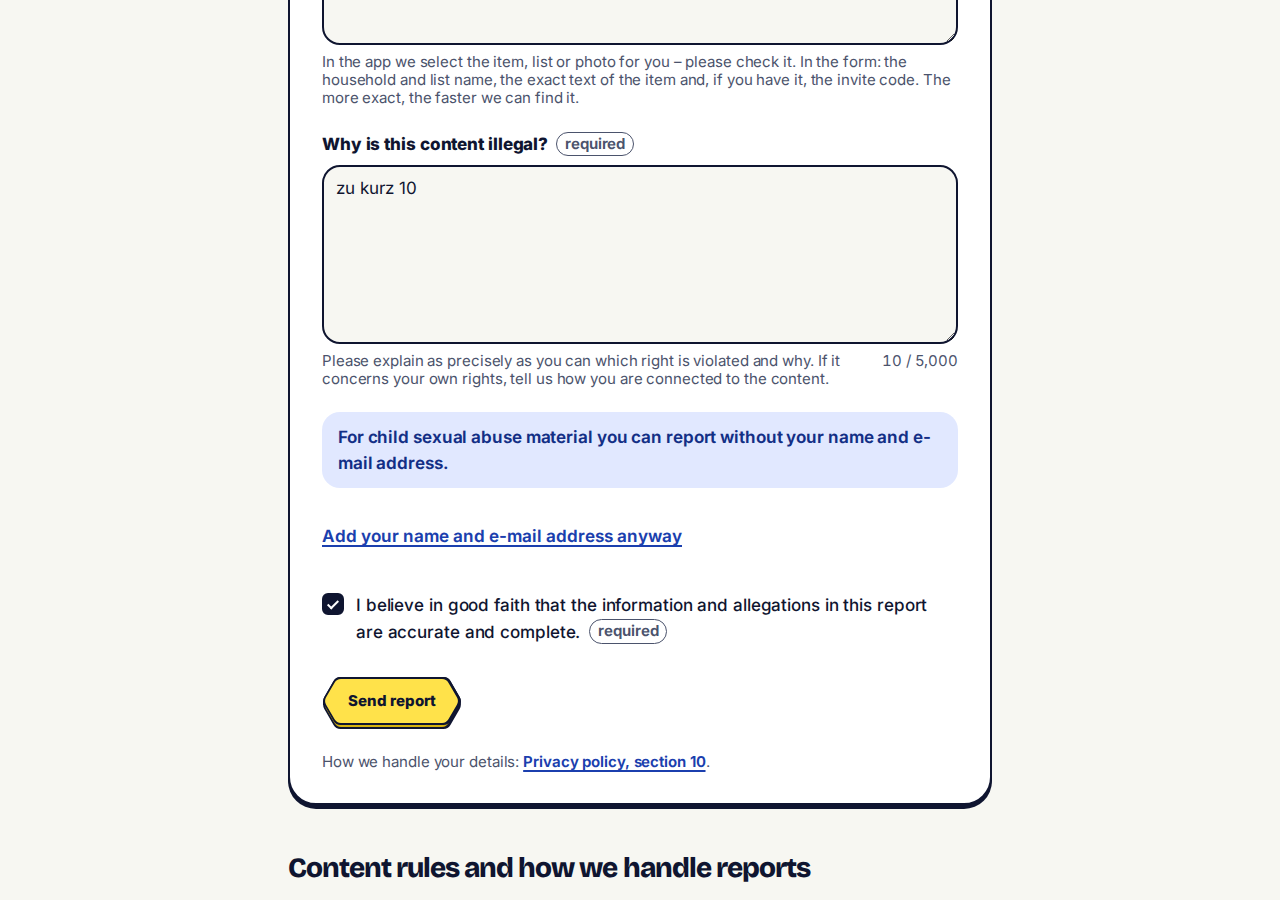 In the app we select the item, list or photo for you – please check it. In the form: the
household and list name, the exact text of the item and, if you have it, the invite code. The
more exact, the faster we can find it.
Why is this content illegal? required
zu kurz 10
Please explain as precisely as you can which right is violated and why. If it 10 / 5,000
concerns your own rights, tell us how you are connected to the content.
For child sexual abuse material you can report without your name and e-
mail address.
Add your name and e-mail address anyway
I believe in good faith that the information and allegations in this report
are accurate and complete. required
Send report
How we handle your details: Privacy policy, section 10.
Content rules and how we handle reports